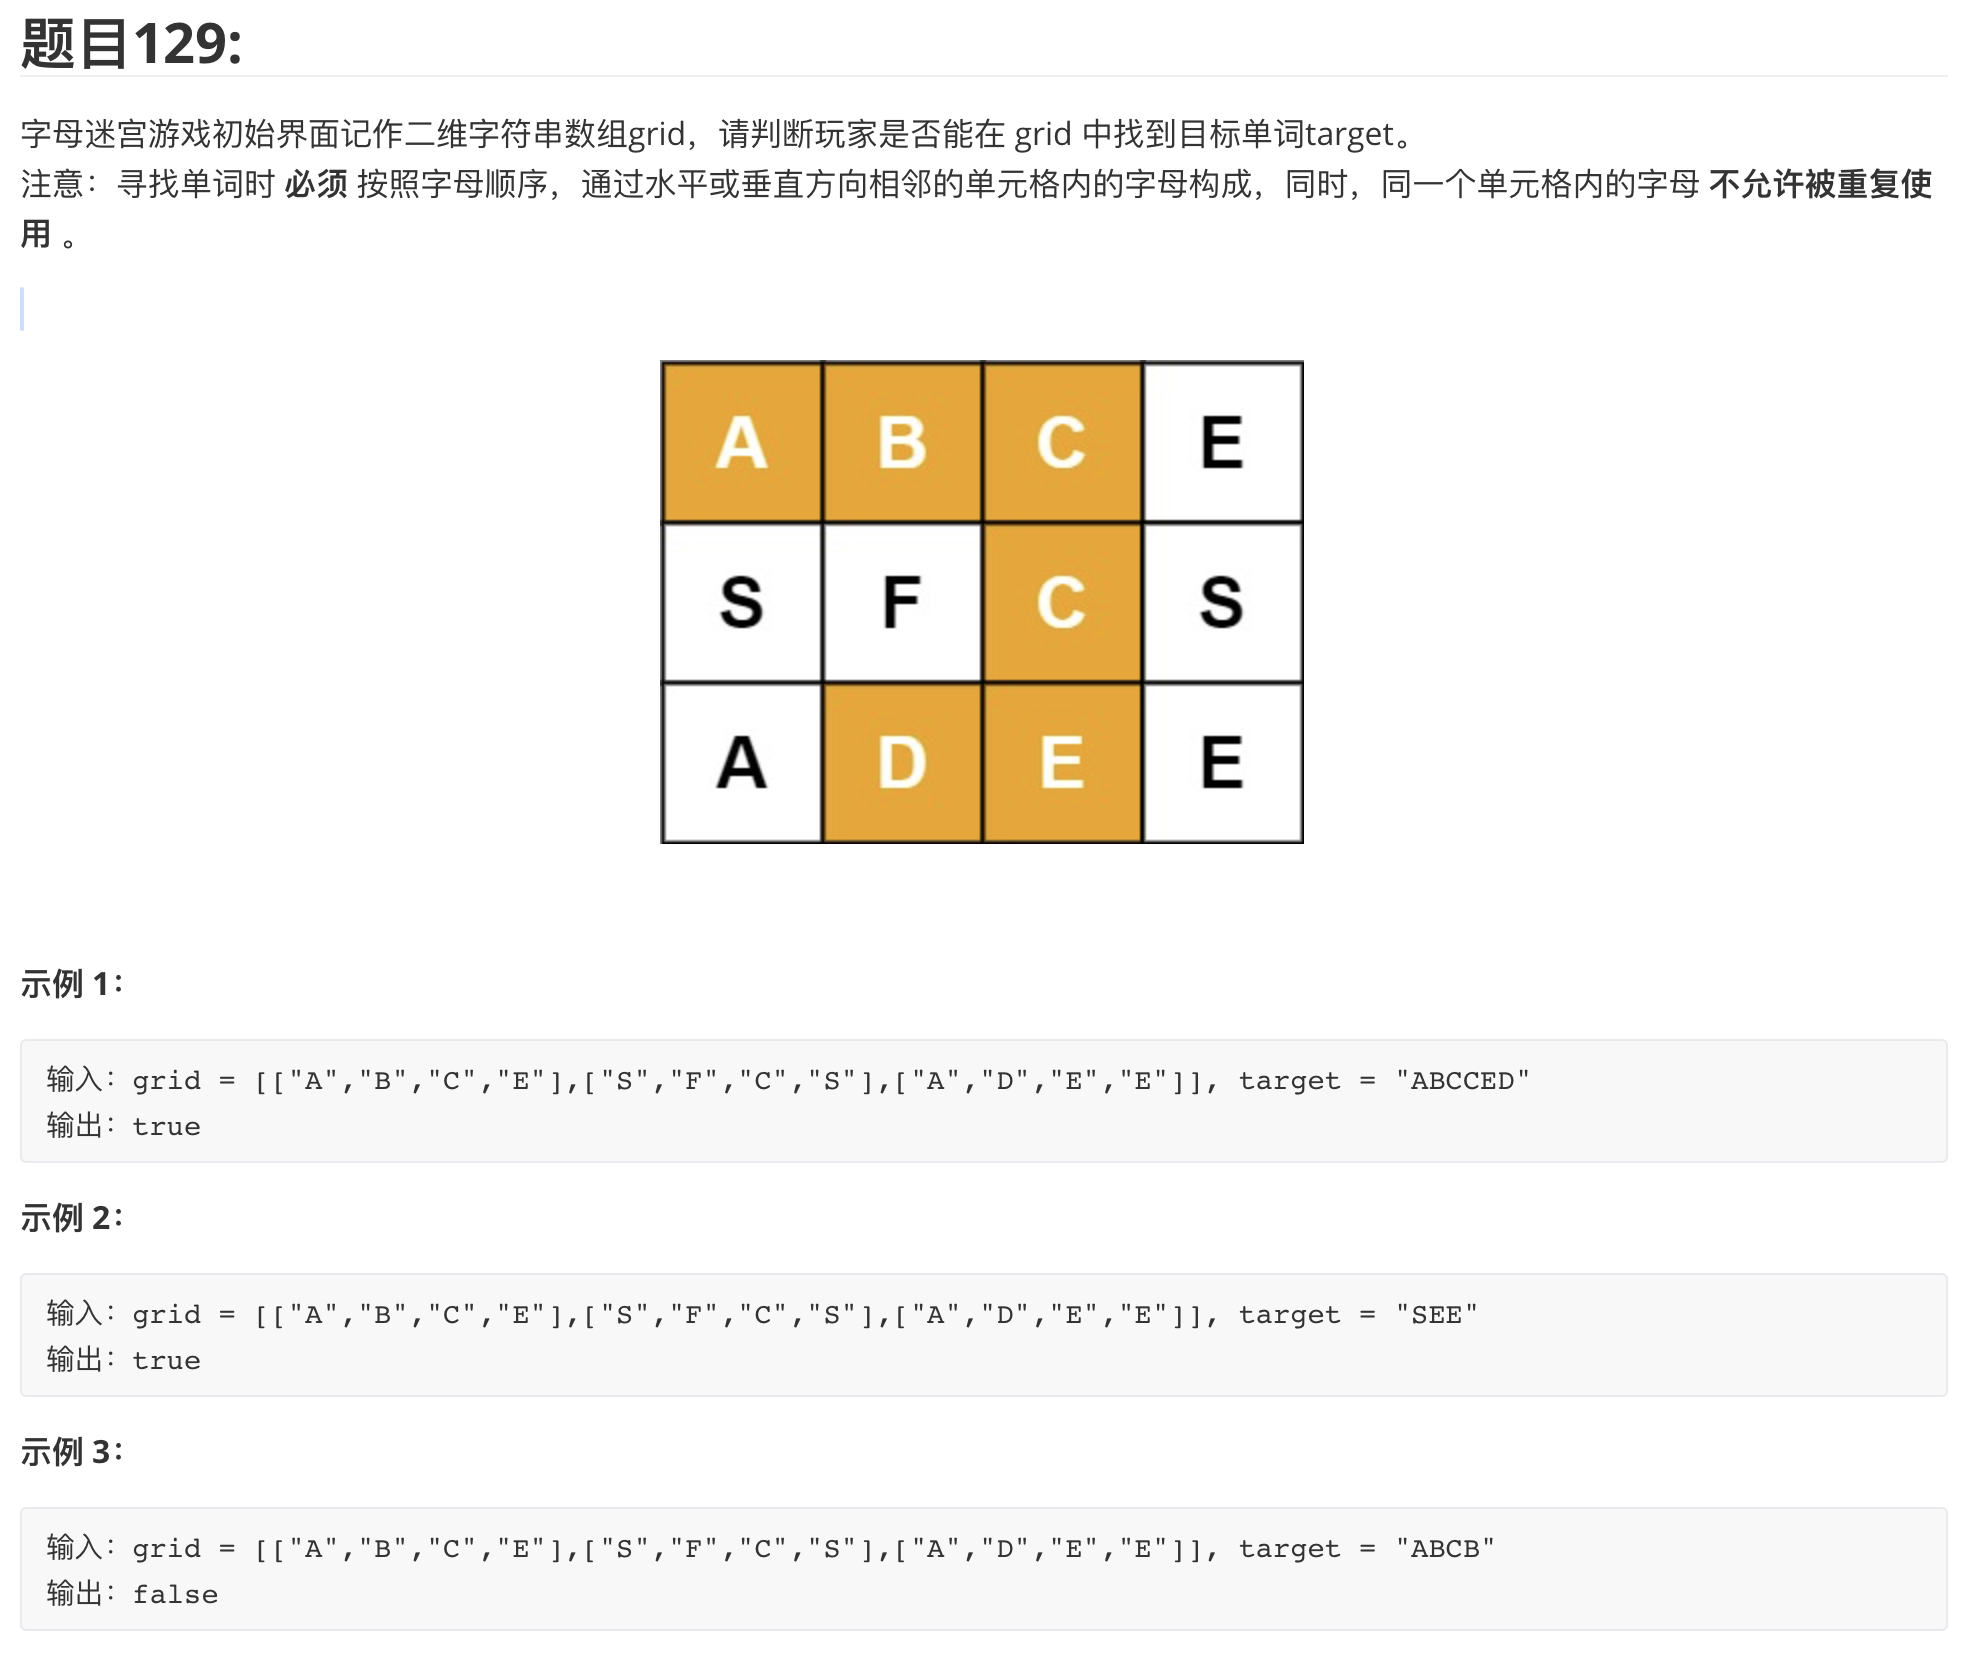 题目129:
字母迷宫游戏初始界面记作二维字符串数组grid，请判断玩家是否能在 grid 中找到目标单词target。
注意：寻找单词时 必须 按照字母顺序，通过水平或垂直方向相邻的单元格内的字母构成，同时，同一个单元格内的字母 不允许被重复使
用 。
A B C E
S F C S
A D E E
示例 1：
输入：grid = [["A","B","C","E"],["S","F","C","S"],["A","D","E","E"]], target = "ABCCED"
输出：true
示例 2：
输入：grid = [["A","B","C","E"],["S","F","C","S"],["A","D","E","E"]], target = "SEE"
输出：true
示例 3：
输入：grid = [["A","B","C","E"],["S","F","C","S"],["A","D","E","E"]], target = "ABCB"
输出：false